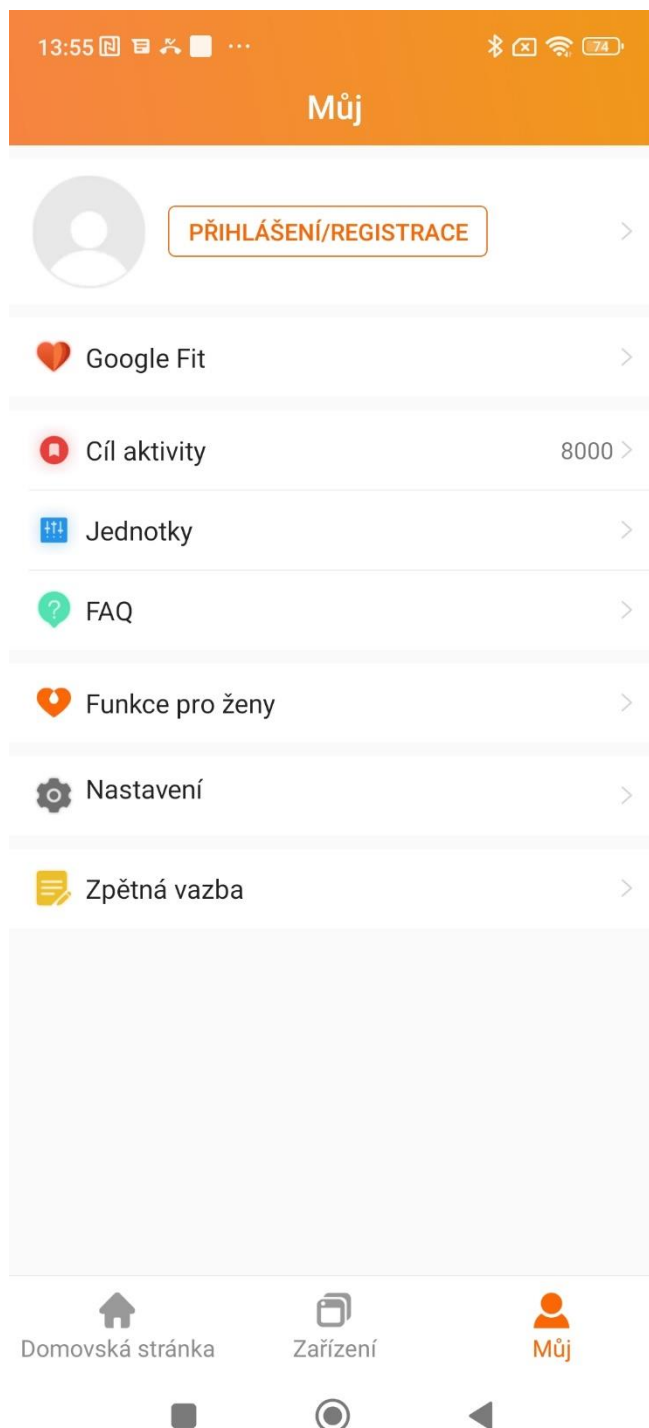 13:55
74
Můj
PŘIHLÁŠENÍ/REGISTRACE
Google Fit
Cíl aktivity 8000
Jednotky
FAQ
Funkce pro ženy
Nastavení
Zpětná vazba
Domovská stránka Zařízení Můj